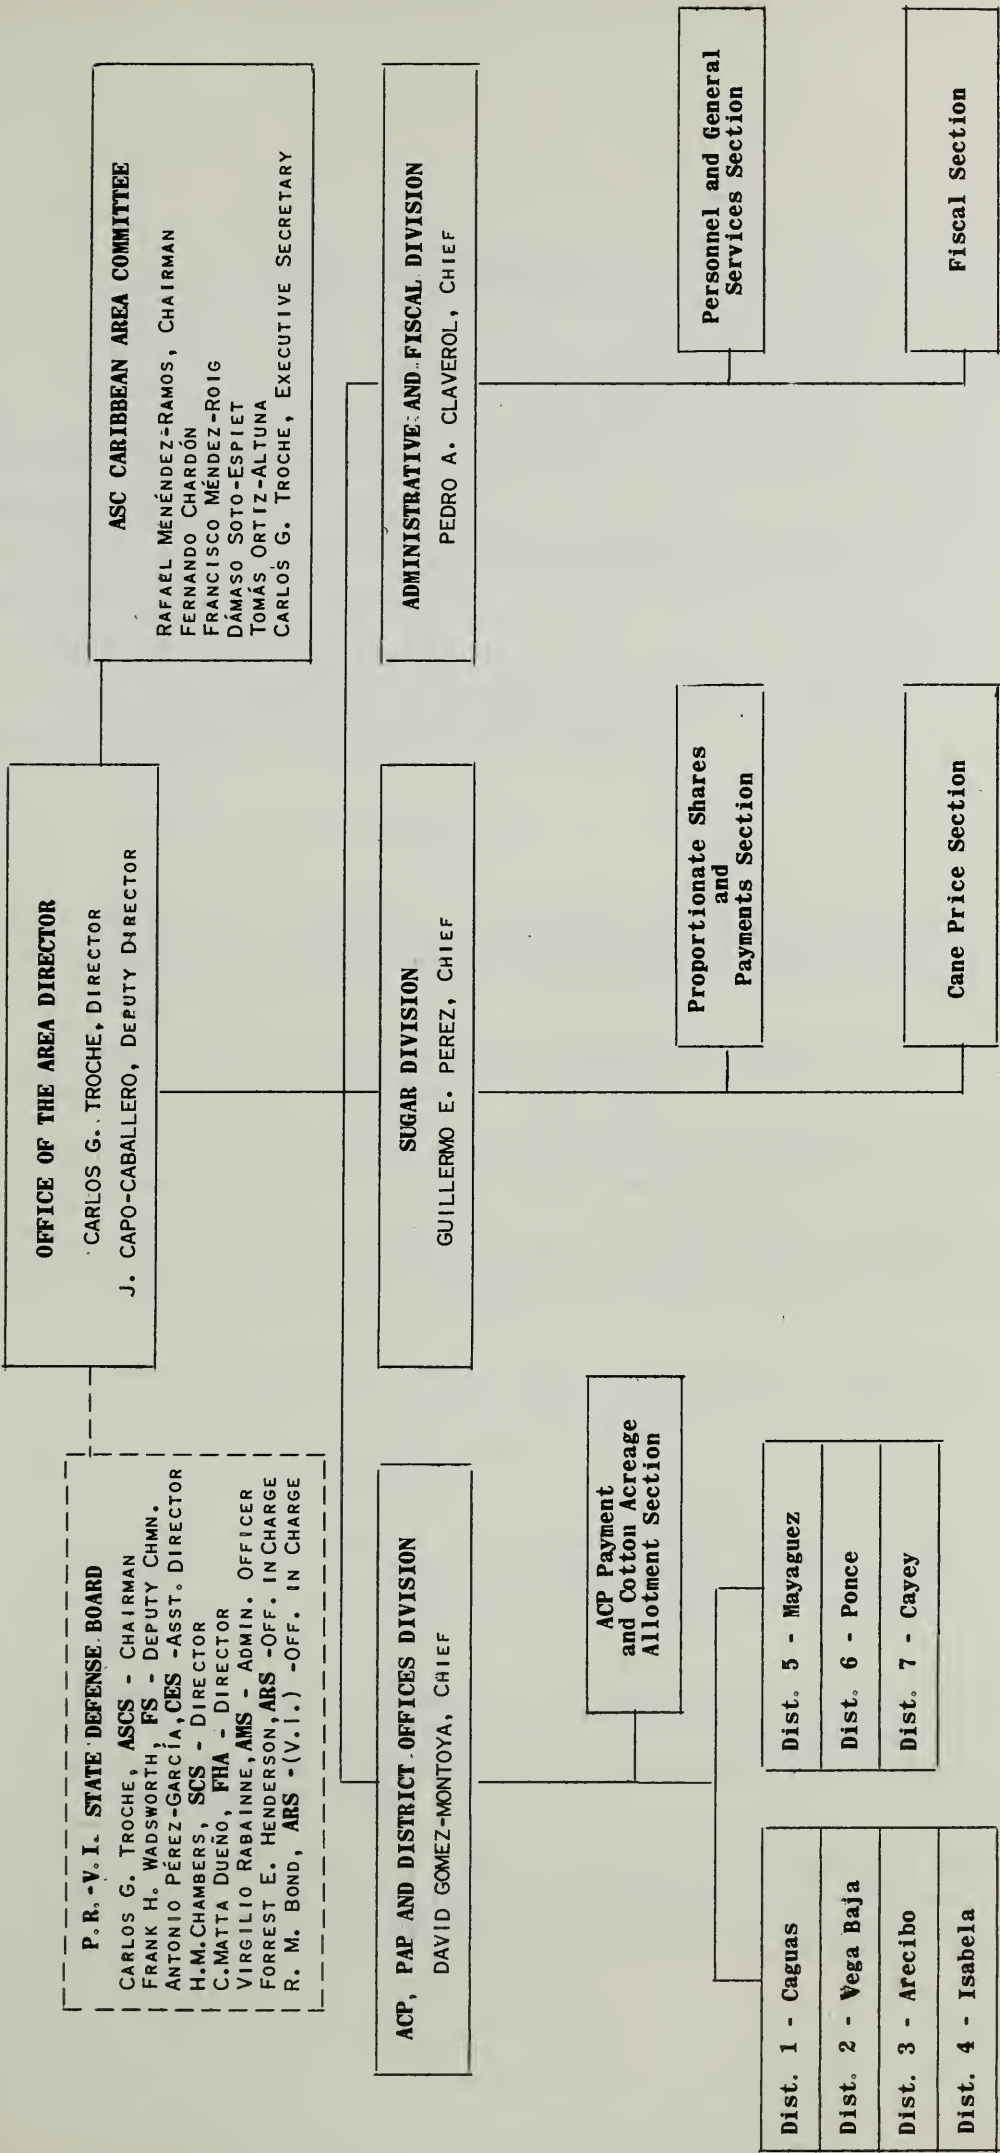 OFFICE OF THE AREA DIRECTOR
CARLOS G. TROCHE, DIRECTOR
J. CAPO-CABALLERO, DEPUTY DIRECTOR
P.R.-V.I. STATE DEFENSE BOARD
CARLOS G. TROCHE, ASCS - CHAIRMAN
FRANK H. WADSWORTH, FS - DEPUTY CHMN.
ANTONIO PÉREZ-GARCÍA, CES -ASST. DIRECTOR
H.M.CHAMBERS, SCS - DIRECTOR
C.MATTA DUEÑO, FHA - DIRECTOR
VIRGILIO RABAINNE, AMS - ADMIN. OFFICER
FORREST E. HENDERSON, ARS -OFF. IN CHARGE
R. M. BOND, ARS -(V.I.) -OFF. IN CHARGE
ASC CARIBBEAN AREA COMMITTEE
RAFAEL MENÉNDEZ-RAMOS, CHAIRMAN
FERNANDO CHARDÓN
FRANCISCO MÉNDEZ-ROIG
DÁMASO SOTO-ESPIET
TOMÁS ORTIZ-ALTUNA
CARLOS G. TROCHE, EXECUTIVE SECRETARY
ACP, PAP AND DISTRICT OFFICES DIVISION
DAVID GOMEZ-MONTOYA, CHIEF
SUGAR DIVISION
GUILLERMO E. PEREZ, CHIEF
ADMINISTRATIVE AND FISCAL DIVISION
PEDRO A. CLAVEROL, CHIEF
ACP Payment
and Cotton Acreage
Allotment Section
Proportionate Shares
and
Payments Section
Personnel and General
Services Section
Dist. 1 - Caguas
Dist. 2 - Vega Baja
Dist. 3 - Arecibo
Dist. 4 - Isabela
Dist. 5 - Mayaguez
Dist. 6 - Ponce
Dist. 7 - Cayey
Cane Price Section
Fiscal Section